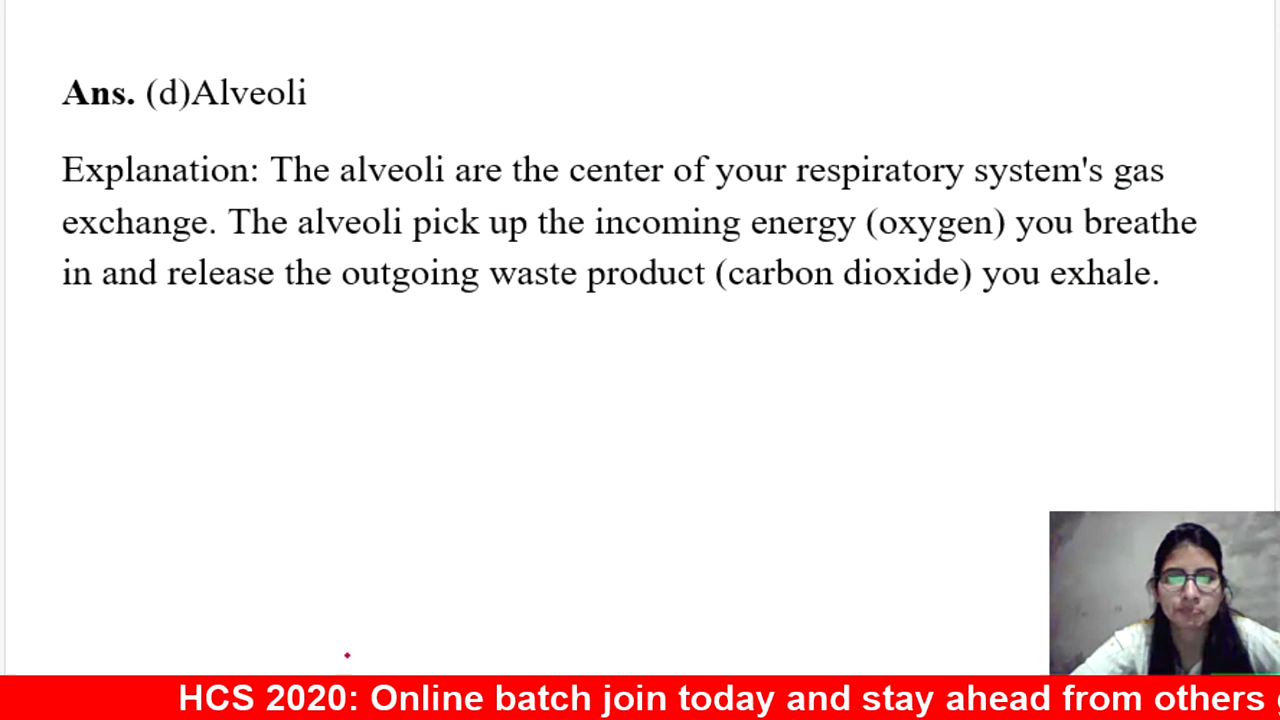 Ans. (d)Alveoli
Explanation: The alveoli are the center of your respiratory system's gas
exchange. The alveoli pick up the incoming energy (oxygen) you breathe
in and release the outgoing waste product (carbon dioxide) you exhale.
HCS 2020: Online batch join today and stay ahead from others